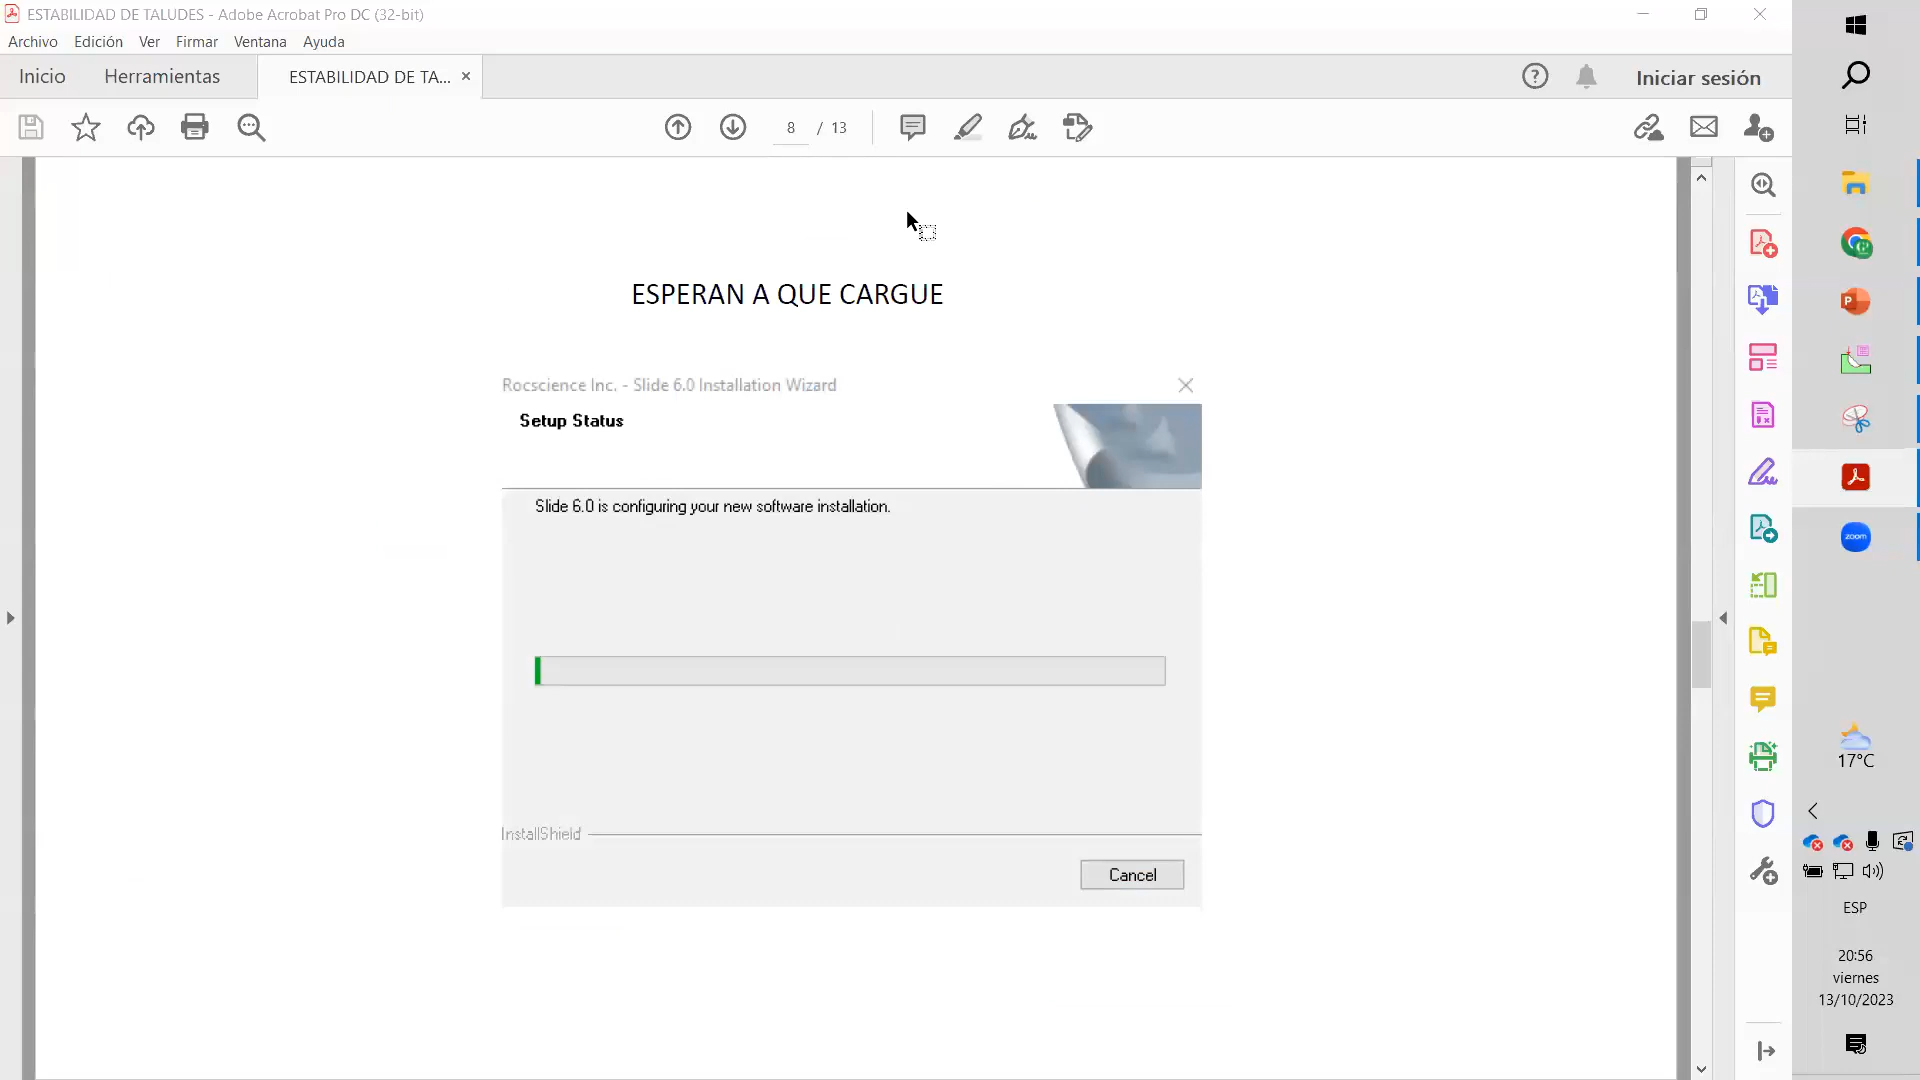 ESTABILIDAD DE TALUDES - Adobe Acrobat Pro DC (32-bit)
Archivo Edición Ver Firmar Ventana Ayuda
Inicio Herramientas ESTABILIDAD DE TA... Iniciar sesión
8 / 13
ESPERAN A QUE CARGUE
Rocscience Inc. - Slide 6.0 Installation Wizard
Setup Status
Slide 6.0 is configuring your new software installation.
InstallShield
Cancel
zoom
17°C
ESP
20:56
viernes
13/10/2023